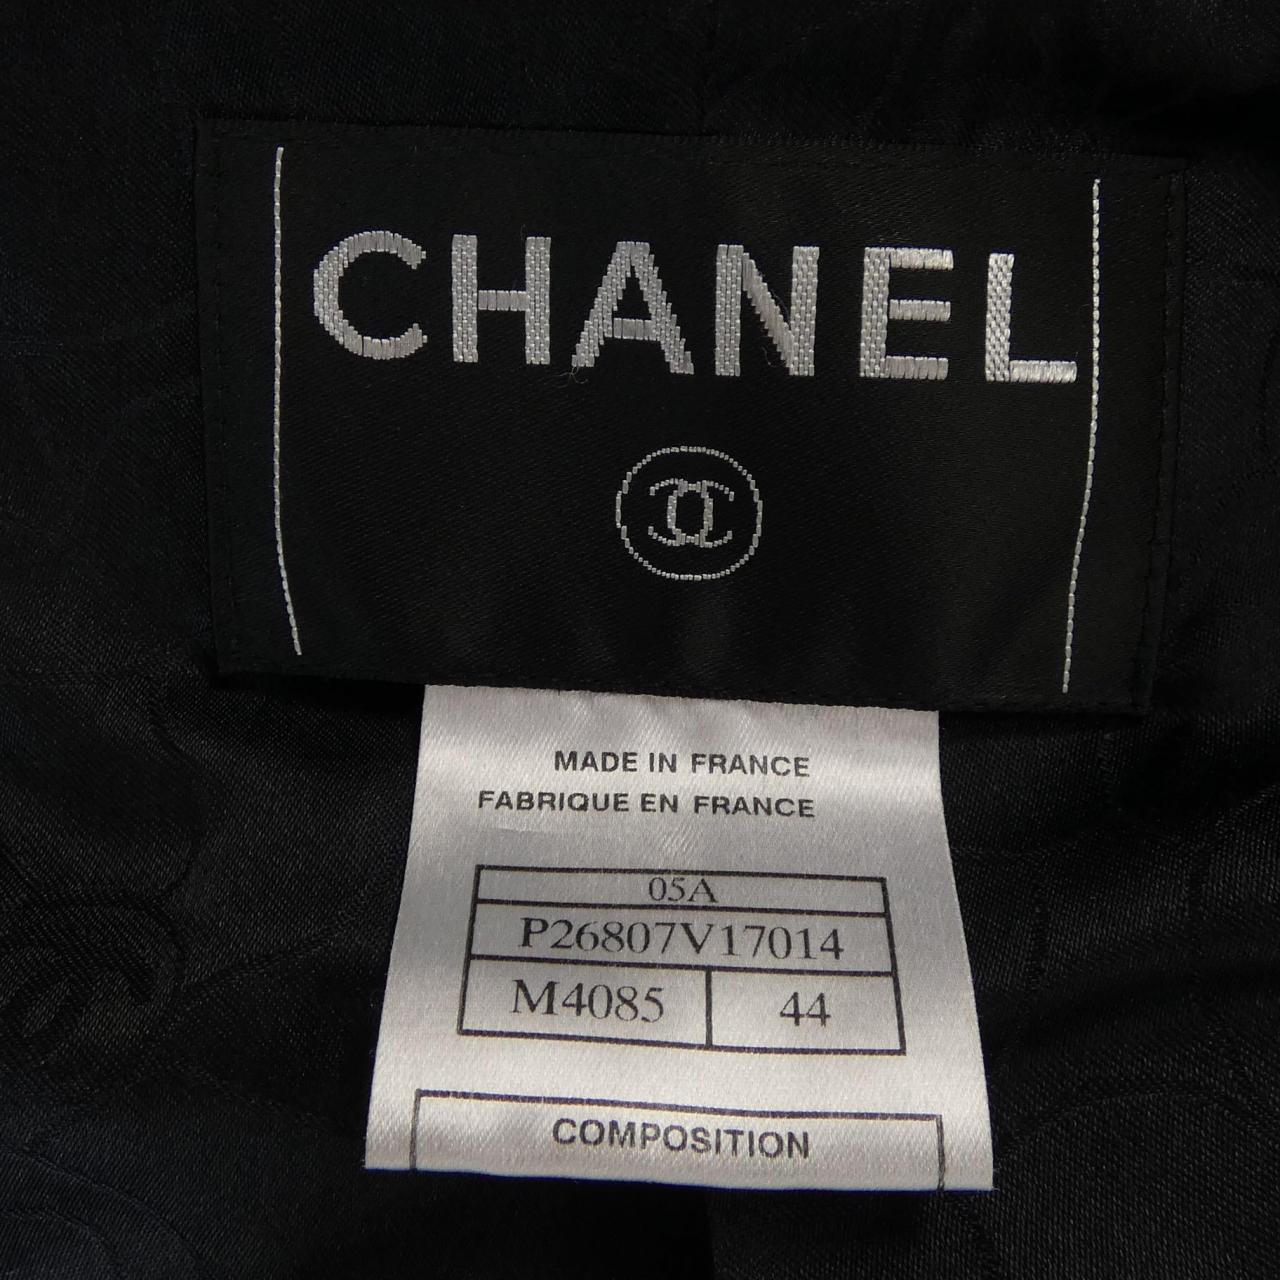 CHANEL
MADE IN FRANCE
FABRIQUE EN FRANCE
05A
P26807V17014
M4085 44
COMPOSITION